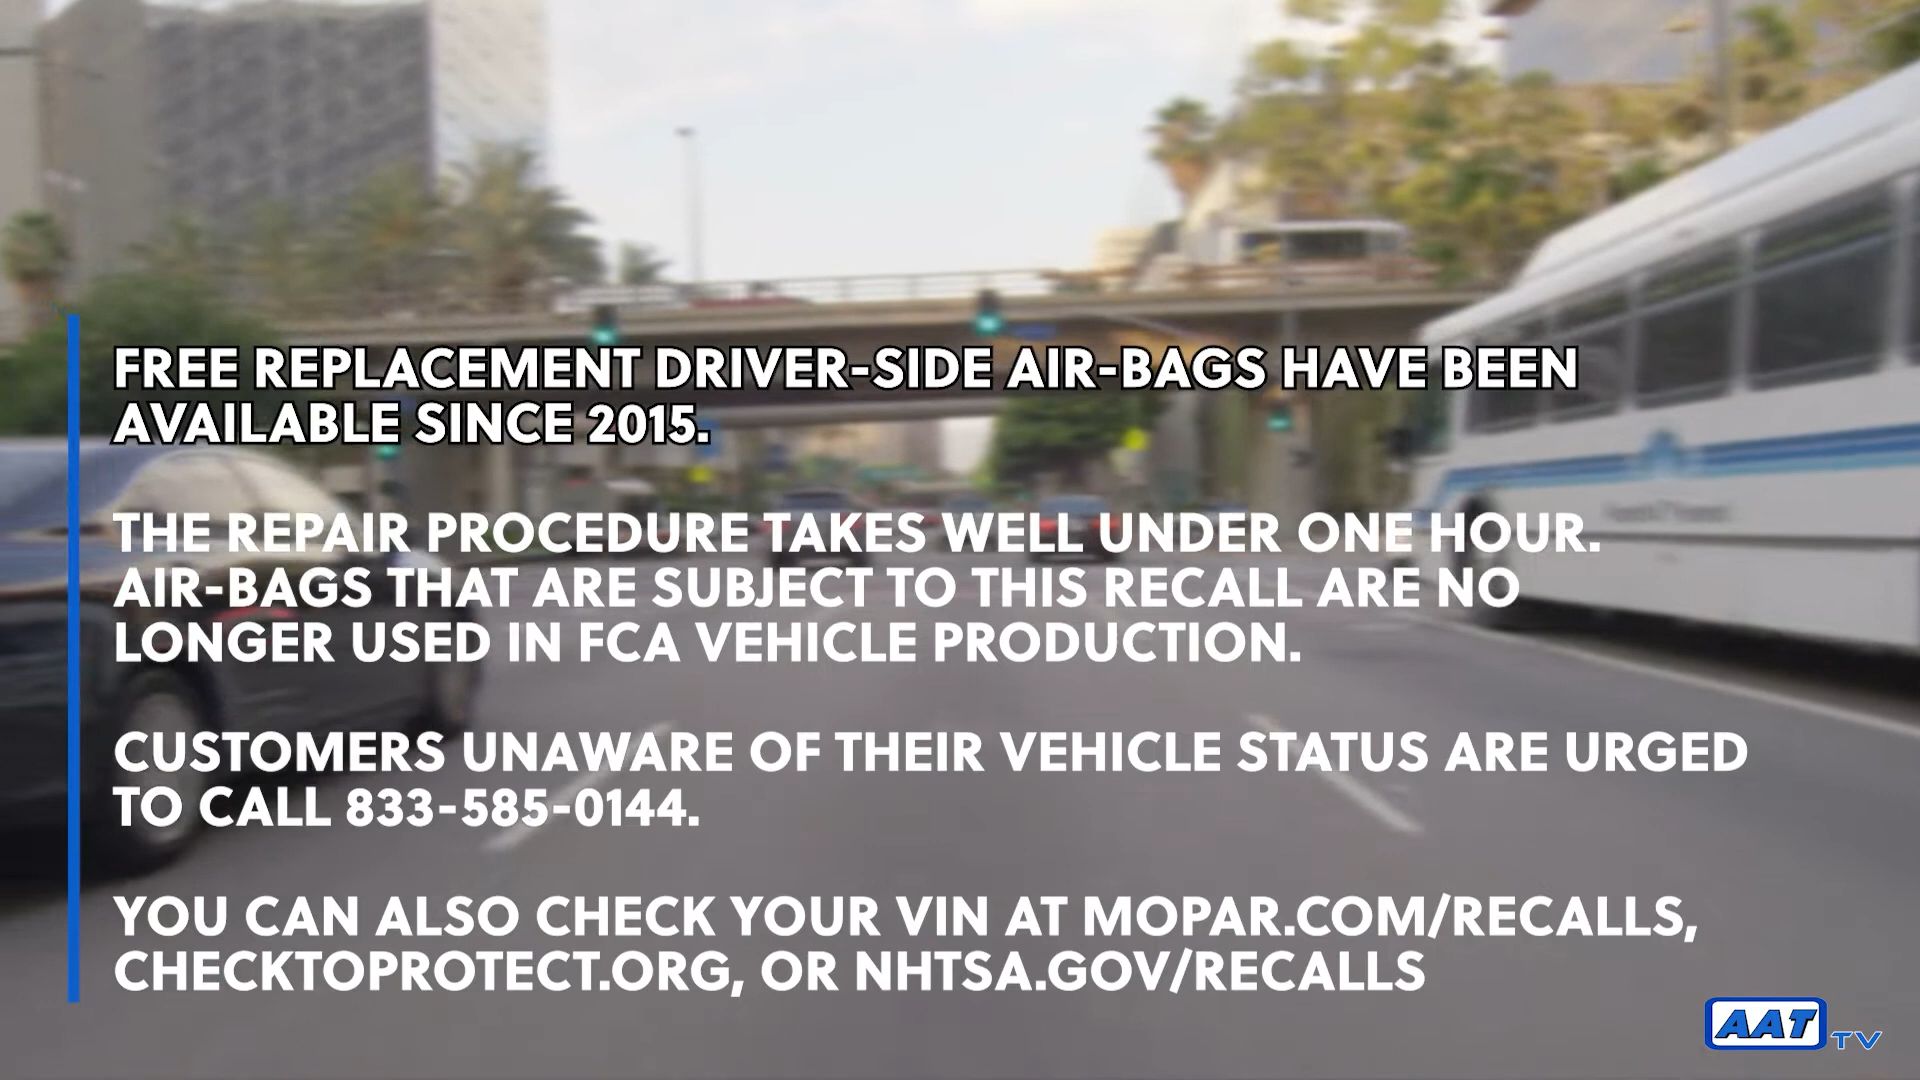 FREE REPLACEMENT DRIVER-SIDE AIR-BAGS HAVE BEEN
AVAILABLE SINCE 2015.
THE REPAIR PROCEDURE TAKES WELL UNDER ONE HOUR.
AIR-BAGS THAT ARE SUBJECT TO THIS RECALL ARE NO
LONGER USED IN FCA VEHICLE PRODUCTION.
CUSTOMERS UNAWARE OF THEIR VEHICLE STATUS ARE URGED
TO CALL 833-585-0144.
YOU CAN ALSO CHECK YOUR VIN AT MOPAR.COM/RECALLS,
CHECKTOPROTECT.ORG, OR NHTSA.GOV/RECALLS
AAT TV